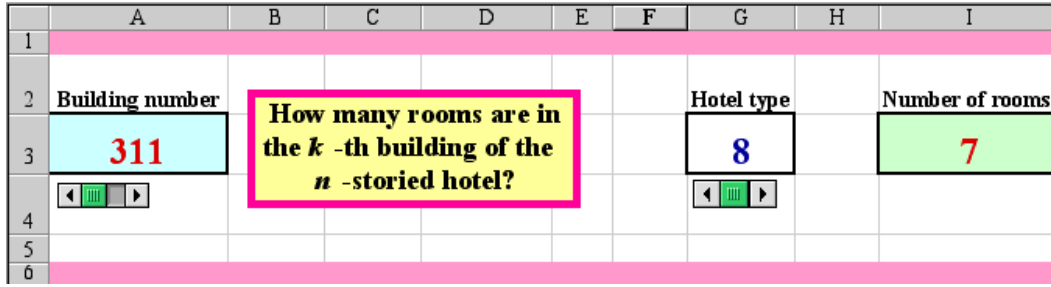 A B C D E F G H I
1
2 Building number Hotel type Number of rooms
How many rooms are in
the k -th building of the
n -storied hotel?
3 311 8 7
4
5
6